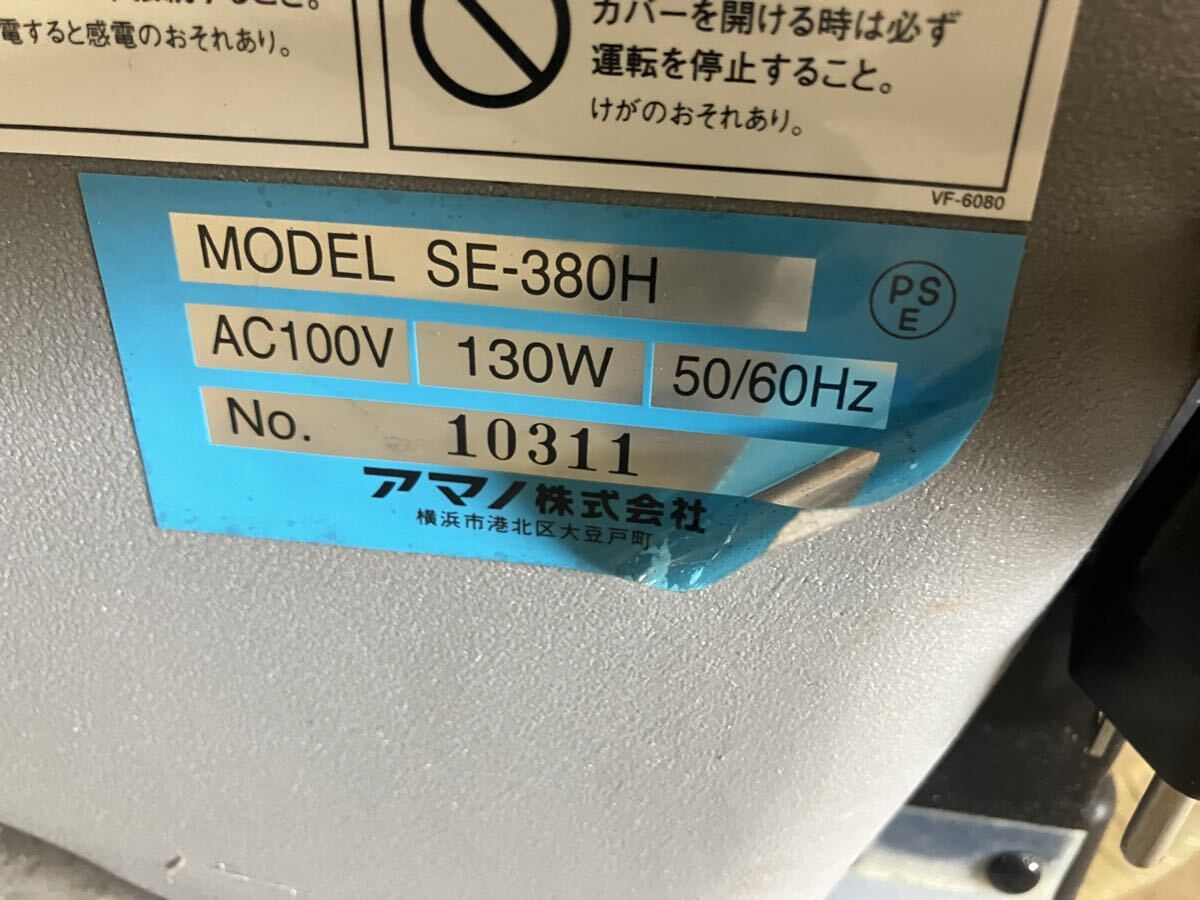 電すると感電のおそれあり。
カバーを開ける時は必ず
運転を停止すること。
けがのおそれあり。
VF-6080
MODEL SE-380H
PS
E
AC100V 130W 50/60Hz
No. 10311
アマノ株式会社
横浜市港北区大豆戸町